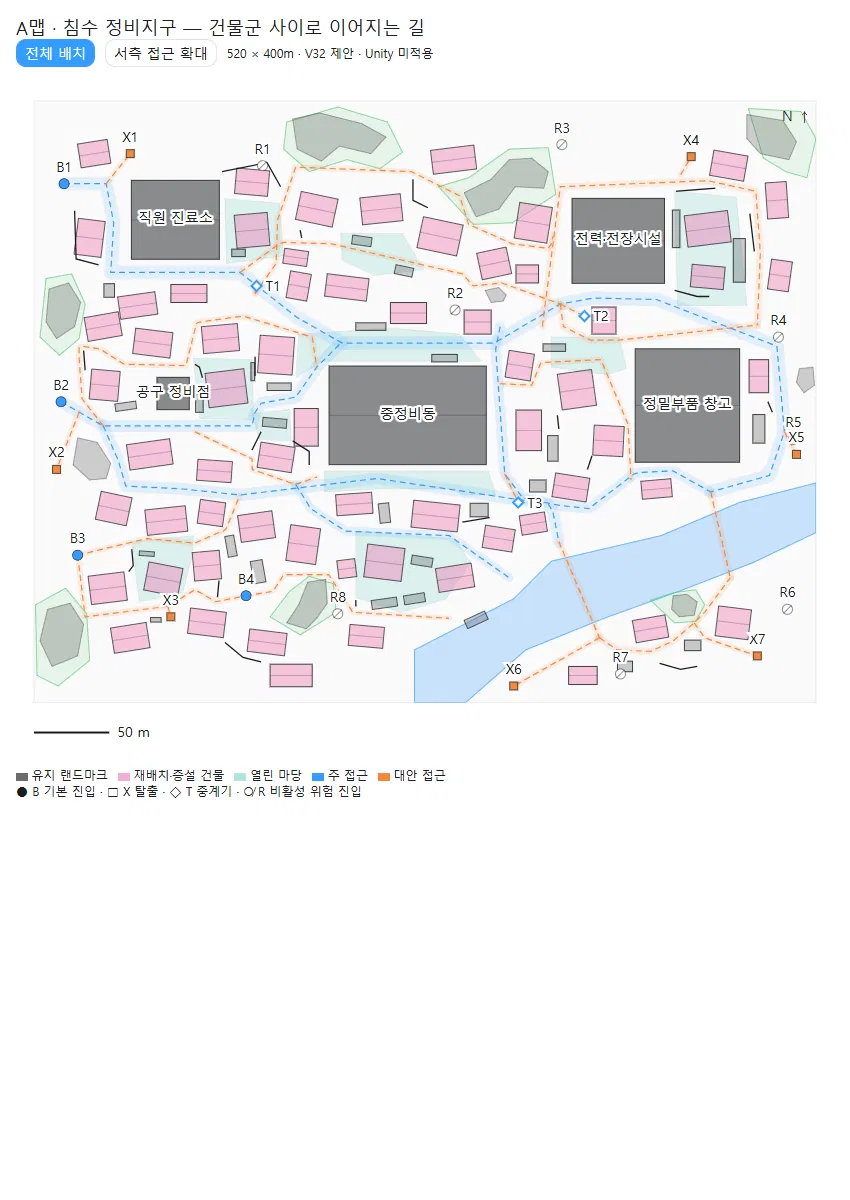 A맵 · 침수 정비지구 — 건물군 사이로 이어지는 길
전체 배치 서측 접근 확대 520 × 400m · V32 제안 · Unity 미적용
N ↑
X1
R1
R3
X4
B1
직원 진료소
전력·전장시설
T1
R2
T2
R4
B2
공구 정비점
중정비동
정밀부품 창고
R5
X5
X2
T3
B3
B4
X3
R8
R6
X7
R7
X6
50 m
유지 랜드마크 재배치·증설 건물 열린 마당 주 접근 대안 접근
● B 기본 진입 · □ X 탈출 · ◇ T 중계기 · ○/R 비활성 위험 진입